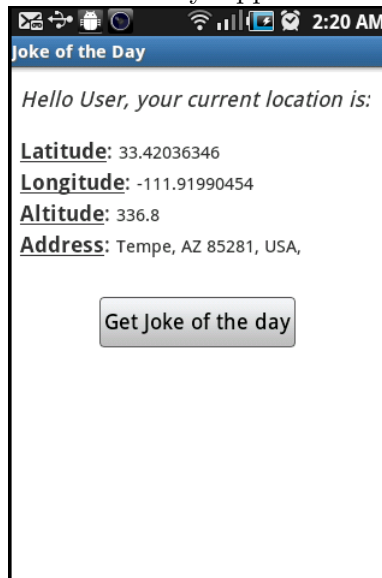 2:20 AM
Joke of the Day
Hello User, your current location is:
Latitude: 33.42036346
Longitude: -111.91990454
Altitude: 336.8
Address: Tempe, AZ 85281, USA,
Get Joke of the day